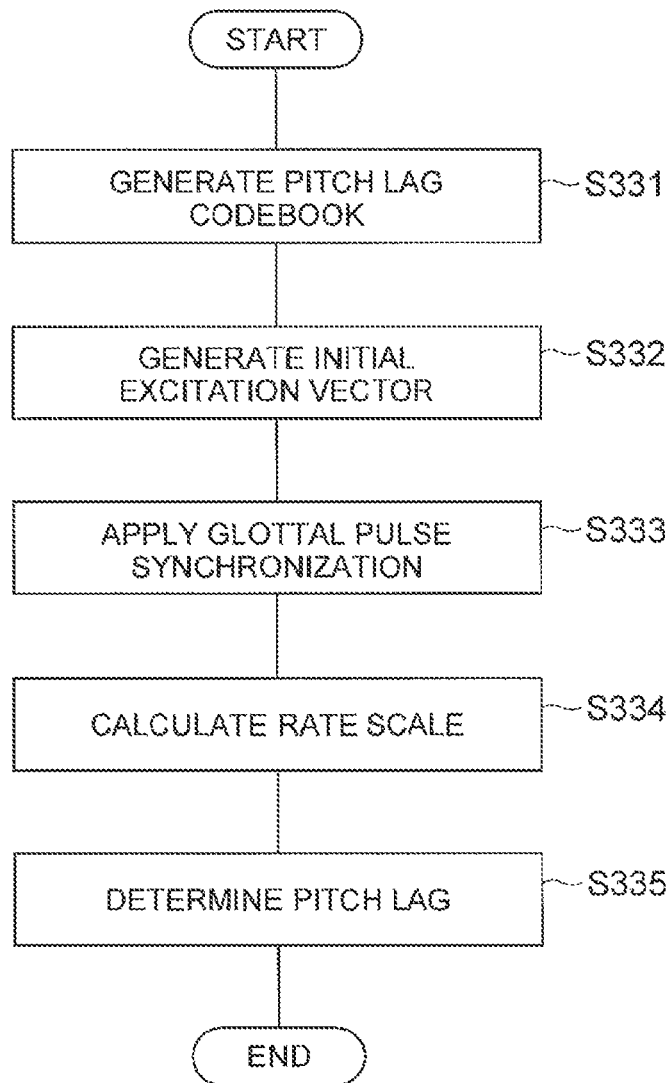 START
GENERATE PITCH LAG
CODEBOOK
S331
GENERATE INITIAL
EXCITATION VECTOR
S332
APPLY GLOTTAL PULSE
SYNCHRONIZATION
S333
CALCULATE RATE SCALE
S334
DETERMINE PITCH LAG
S335
END